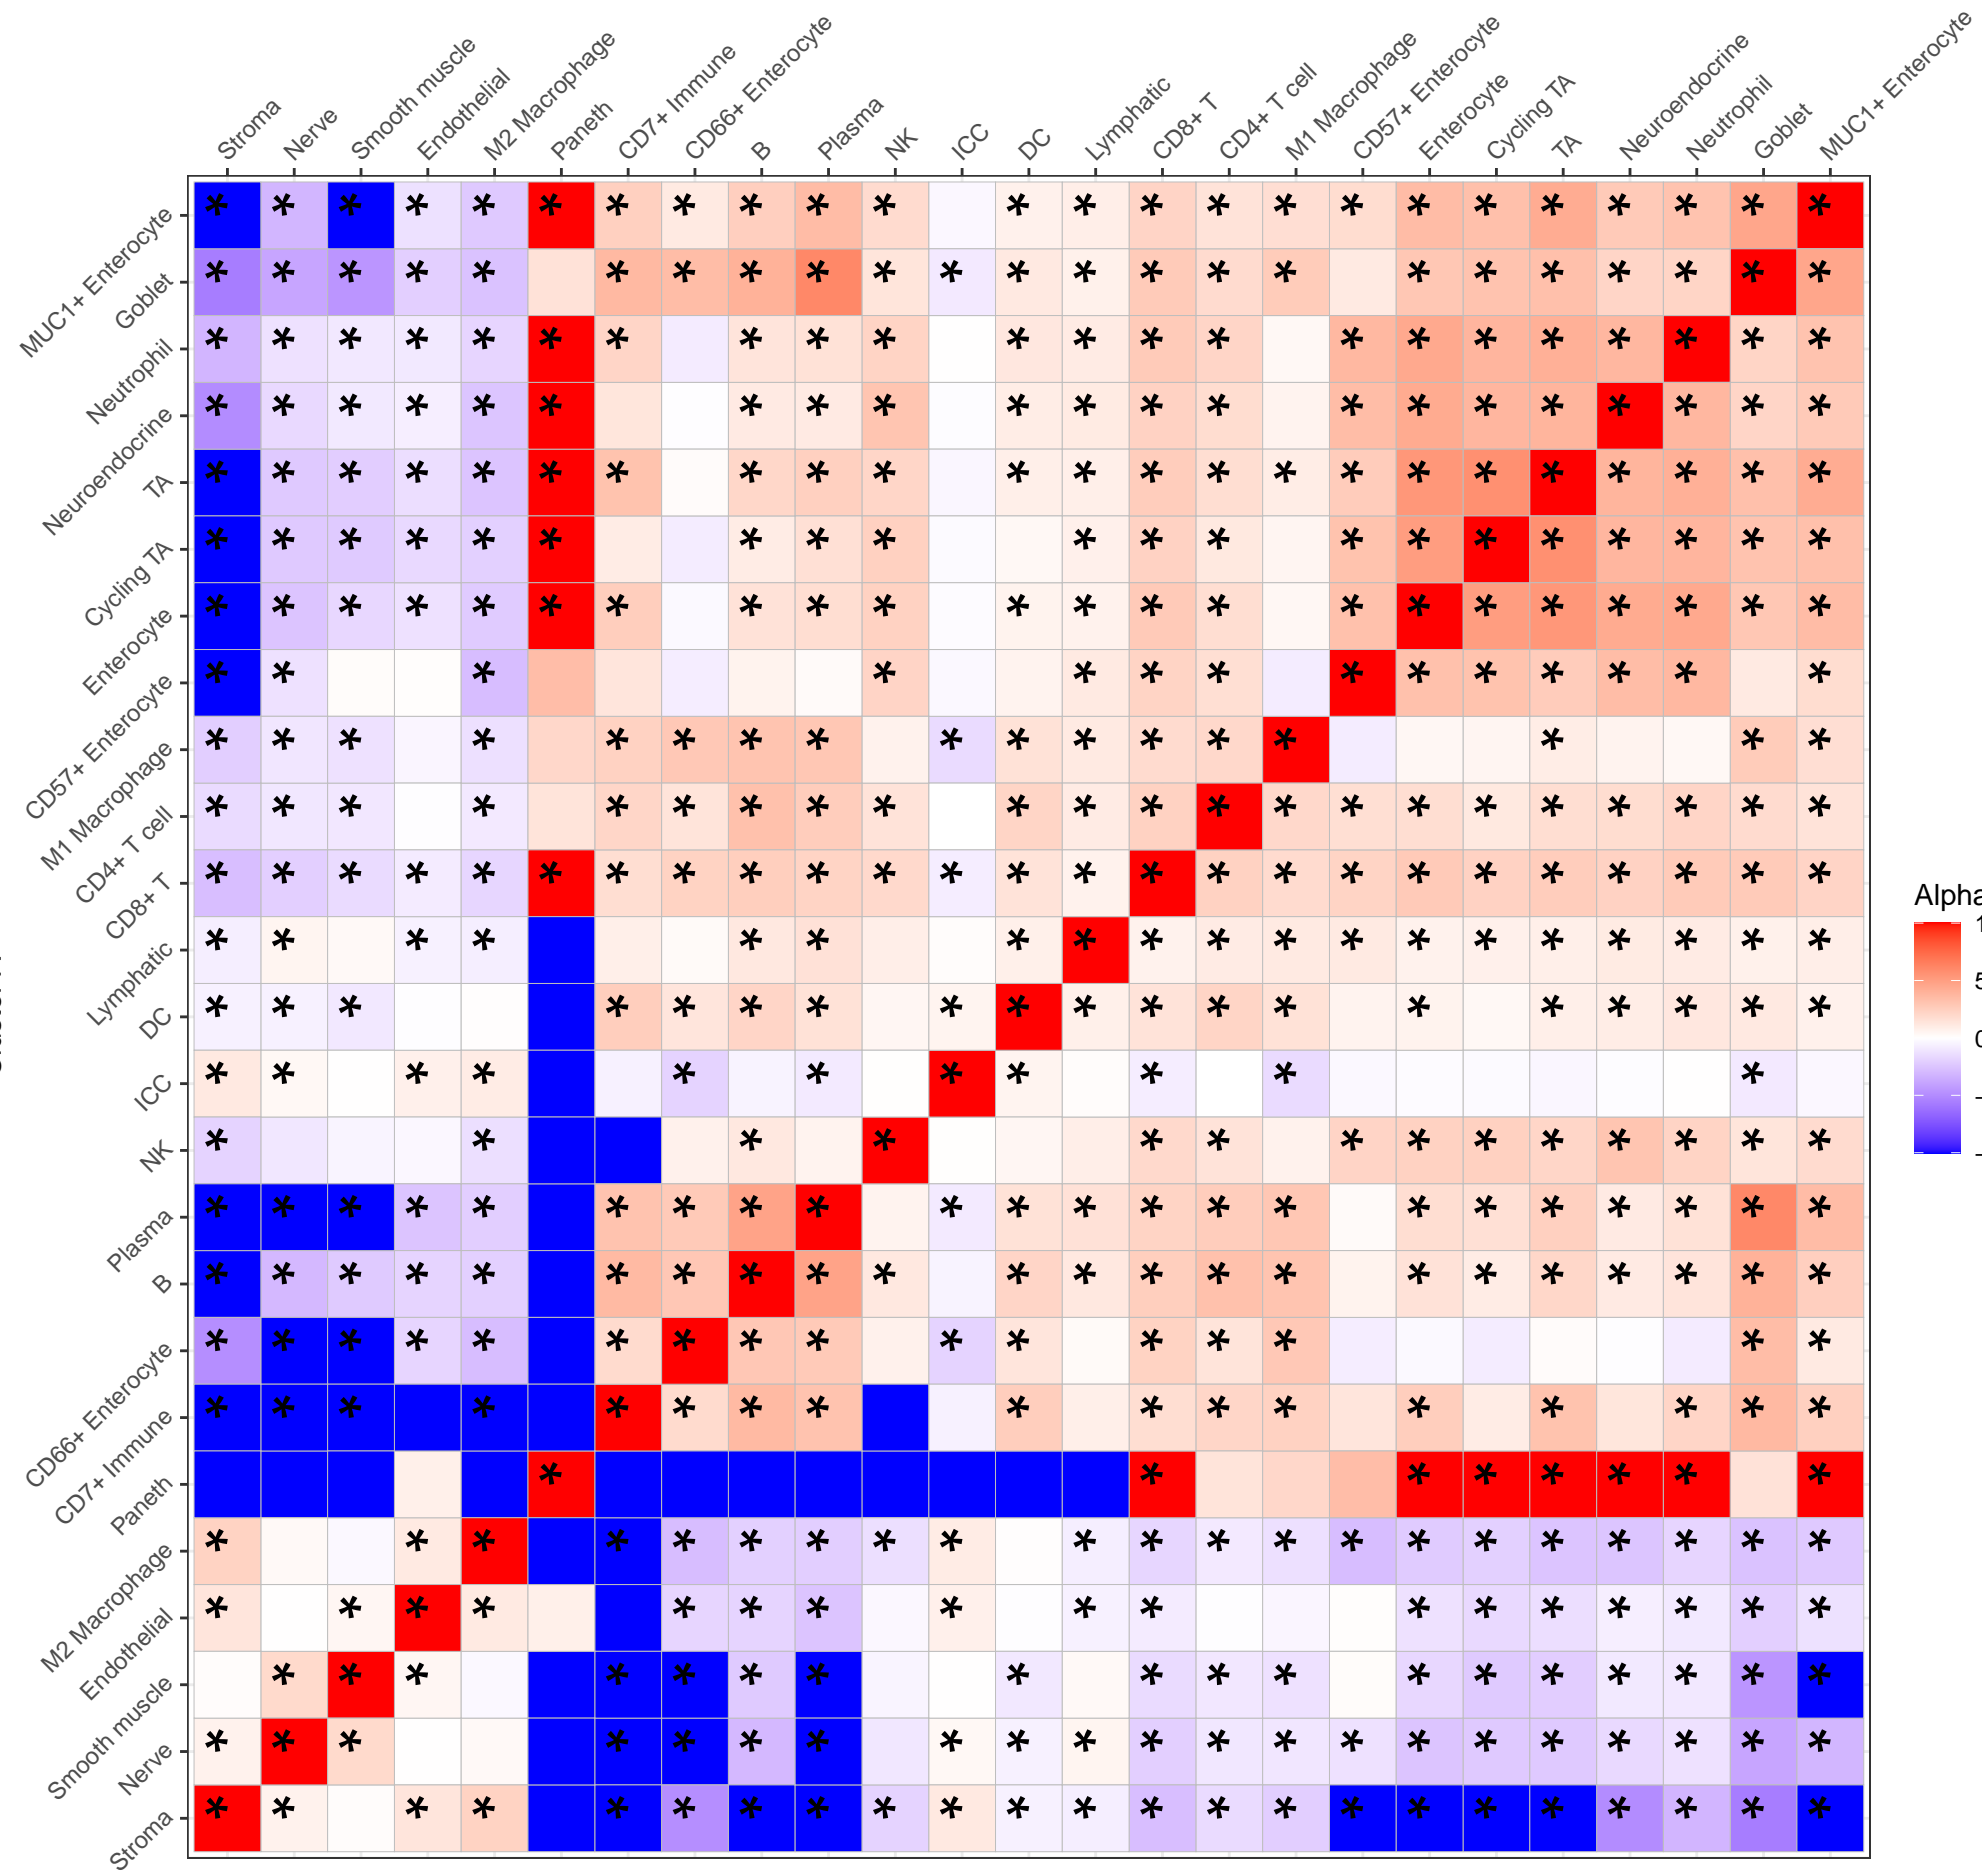 Stroma
Nerve
Smooth muscle
Endothelial
M2 Macrophage
Paneth
CD7+ Immune
CD66+ Enterocyte
B
Plasma
NK
ICC
DC
Lymphatic
CD8+ T
CD4+ T cell
M1 Macrophage
CD57+ Enterocyte
Enterocyte
Cycling TA
TA
Neuroendocrine
Neutrophil
Goblet
MUC1+ Enterocyte
MUC1+ Enterocyte
Goblet
Neutrophil
Neuroendocrine
TA
Cycling TA
Enterocyte
CD57+ Enterocyte
M1 Macrophage
CD4+ T cell
CD8+ T
Lymphatic
DC
ICC
NK
Plasma
B
CD66+ Enterocyte
CD7+ Immune
Paneth
M2 Macrophage
Endothelial
Smooth muscle
Nerve
Stroma
Alpha